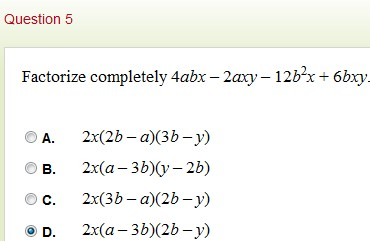 Question 5
Factorize completely 4abx – 2axy – 12b²x + 6bxy.
A. 2x(2b – a)(3b – y)
B. 2x(a – 3b)(y – 2b)
C. 2x(3b – a)(2b – y)
D. 2x(a – 3b)(2b – y)